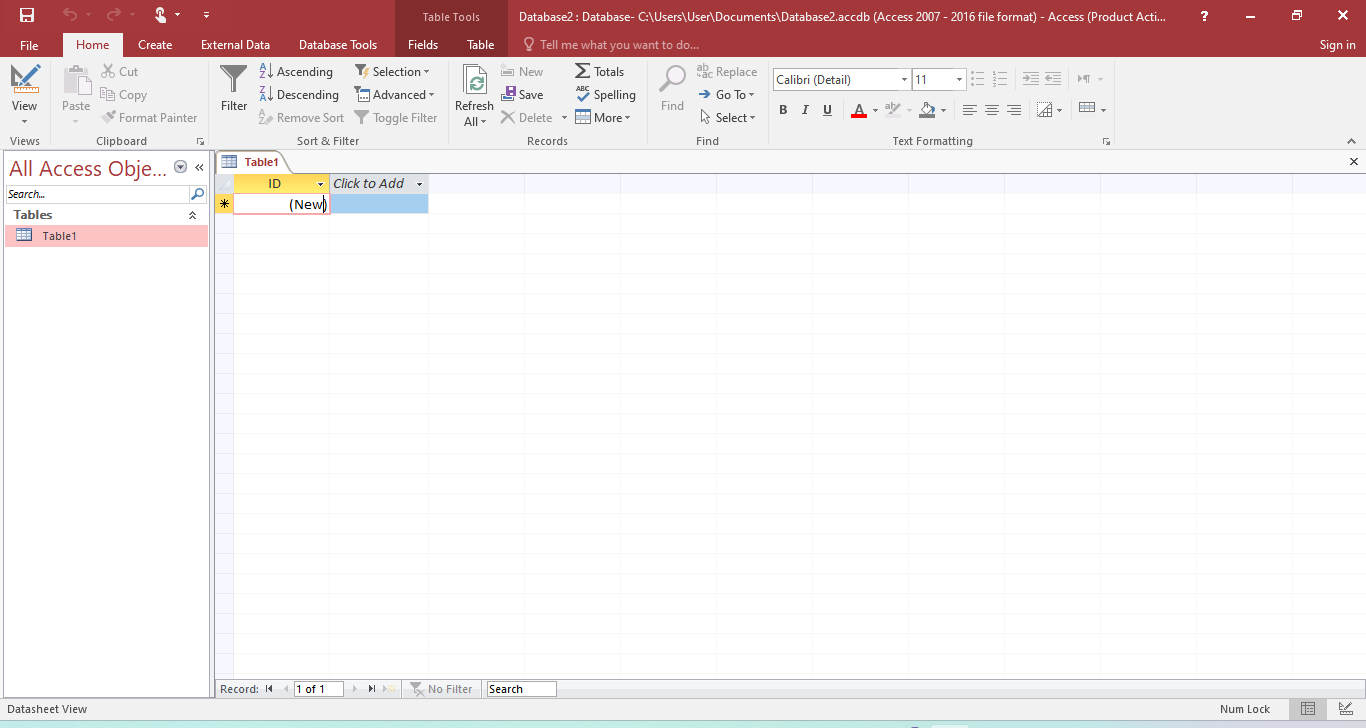 Table Tools
Database2 : Database- C:\Users\User\Documents\Database2.accdb (Access 2007 - 2016 file format) - Access (Product Acti...
?
File
Home
Create
External Data
Database Tools
Fields
Table
Tell me what you want to do...
Sign in
View
Views
Paste
Cut
Copy
Format Painter
Clipboard
Filter
Ascending
Descending
Remove Sort
Selection
Advanced
Toggle Filter
Sort & Filter
Refresh
All
New
Save
Delete
Totals
Spelling
More
Records
Find
Replace
Go To
Select
Find
Calibri (Detail)
11
B I U
Text Formatting
All Access Obje...
Search...
Tables
Table1
Table1
ID
Click to Add
(New)
Record:
1 of 1
No Filter
Search
Datasheet View
Num Lock